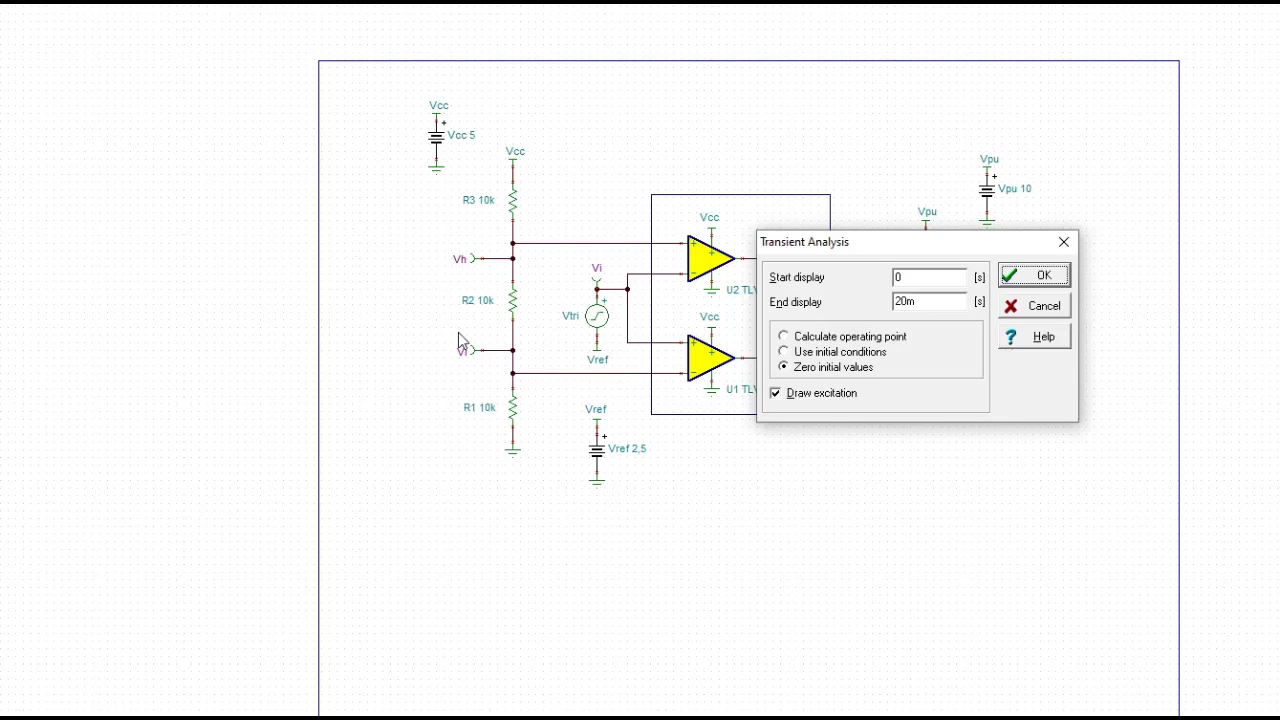 Vcc
+
Vcc 5
Vcc
Vpu
+
Vpu 10
R3 10k
Vcc
Vpu
+
+
Vh
-
Vi
U2 TLV
R2 10k
+
Vtri
Vcc
Vref
+
+
-
U1 TLV
R1 10k
Vref
+
Vref 2,5
Transient Analysis
Start display
0
[s]
End display
20m
[s]
Calculate operating point
Use initial conditions
Zero initial values
Draw excitation
OK
Cancel
? Help